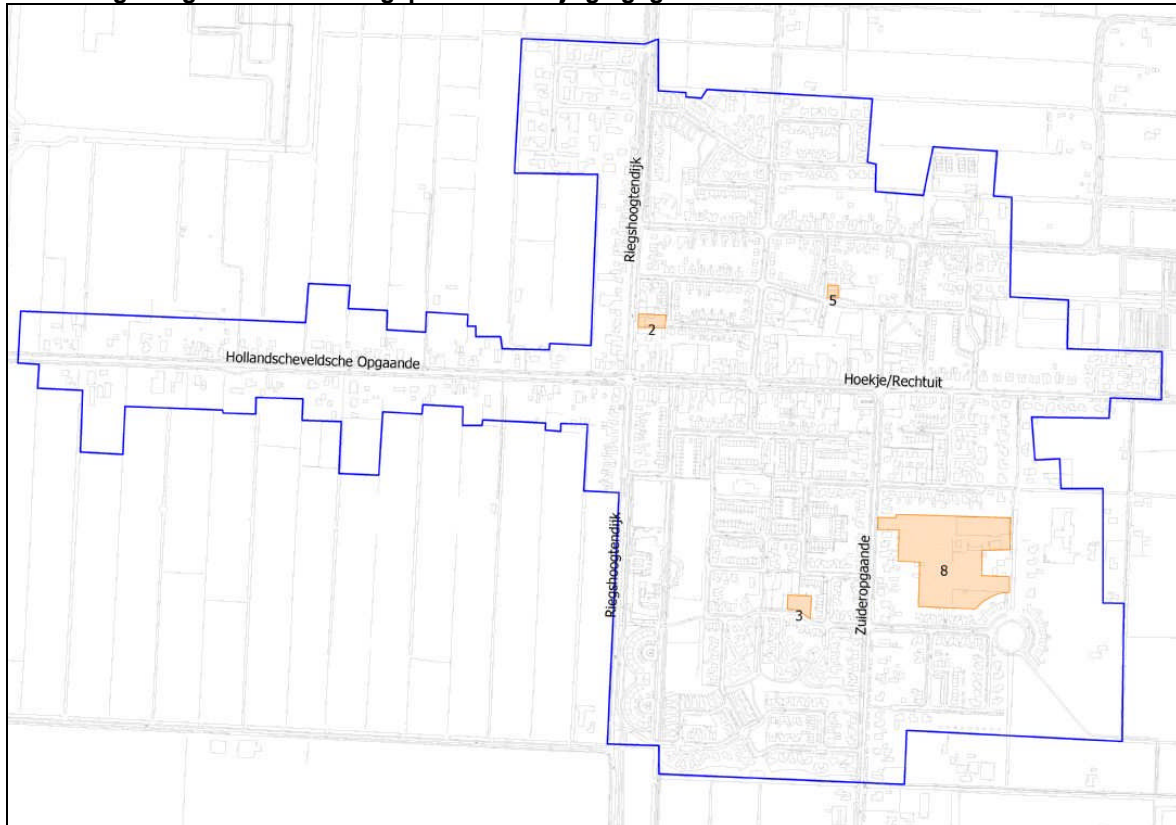 Riegshoogtendijk
5
2
Hollandscheveldsche Opgaande
Hoekje/Rechtuit
Riegshoogtendijk
Zuideropgaande
8
3